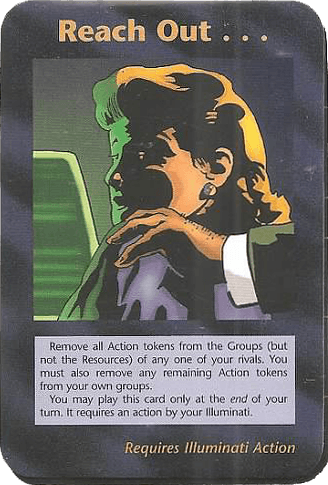 Reach Out . . .
Remove all Action tokens from the Groups (but
not the Resources) of any one of your rivals. You
must also remove any remaining Action tokens
from your own groups.
You may play this card only at the end of your
turn. It requires an action by your Illuminati.
Requires Illuminati Action